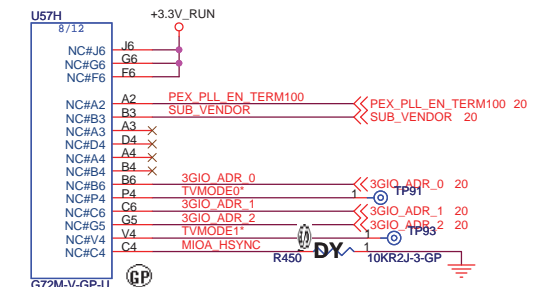 U57H
+3.3V_RUN
8/12
NC#J6 J6
NC#G6 G6
NC#F6 F6
NC#A2 A2 PEX_PLL_EN_TERM100 PEX_PLL_EN_TERM100 20
NC#B3 B3 SUB_VENDOR SUB_VENDOR 20
NC#A3 A3
NC#D4 D4
NC#A4 A4
NC#B4 B4
NC#B6 B6 3GIO_ADR_0 3GIO_ADR_0 20
NC#P4 P4 TVMODE0* 1 TP91
NC#C6 C6 3GIO_ADR_1 3GIO_ADR_1 20
NC#G5 G5 3GIO_ADR_2 3GIO_ADR_2 20
NC#V4 V4 TVMODE1* 1 TP93
NC#C4 C4 MIOA_HSYNC DY 1
R450 10KR2J-3-GP
G72M-V-GP-U GP